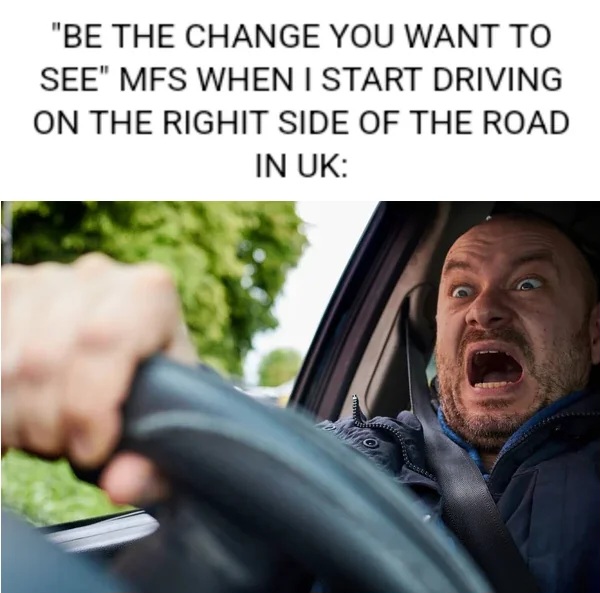 "BE THE CHANGE YOU WANT TO
SEE" MFS WHEN I START DRIVING
ON THE RIGHIT SIDE OF THE ROAD
IN UK: